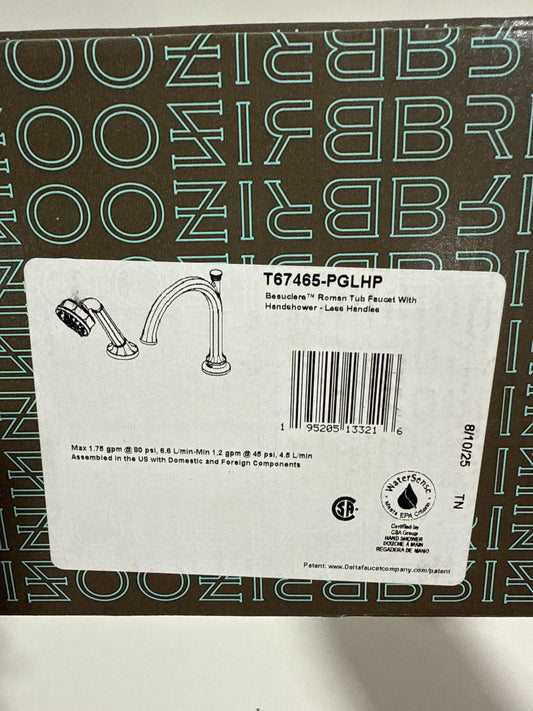 BRIZO
T67465-PGLHP
Beauclere™ Roman Tub Faucet With
Handshower - Less Handles
1 95205 13321 6
8/10/25 TN
Max 1.75 gpm @ 80 psi, 6.6 L/min-Min 1.2 gpm @ 45 psi, 4.5 L/min
Assembled in the US with Domestic and Foreign Components
SA
WaterSense
Meets EPA Criteria
Certified by
CSA Group
HAND SHOWER
DOUCHE À MAIN
REGADERA DE MANO
Patent: www.Deltafaucetcompany.com/patent